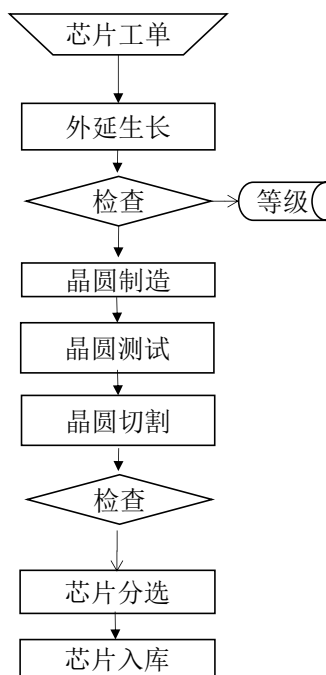 芯片工单
外延生长
检查
等级
晶圆制造
晶圆测试
晶圆切割
检查
芯片分选
芯片入库